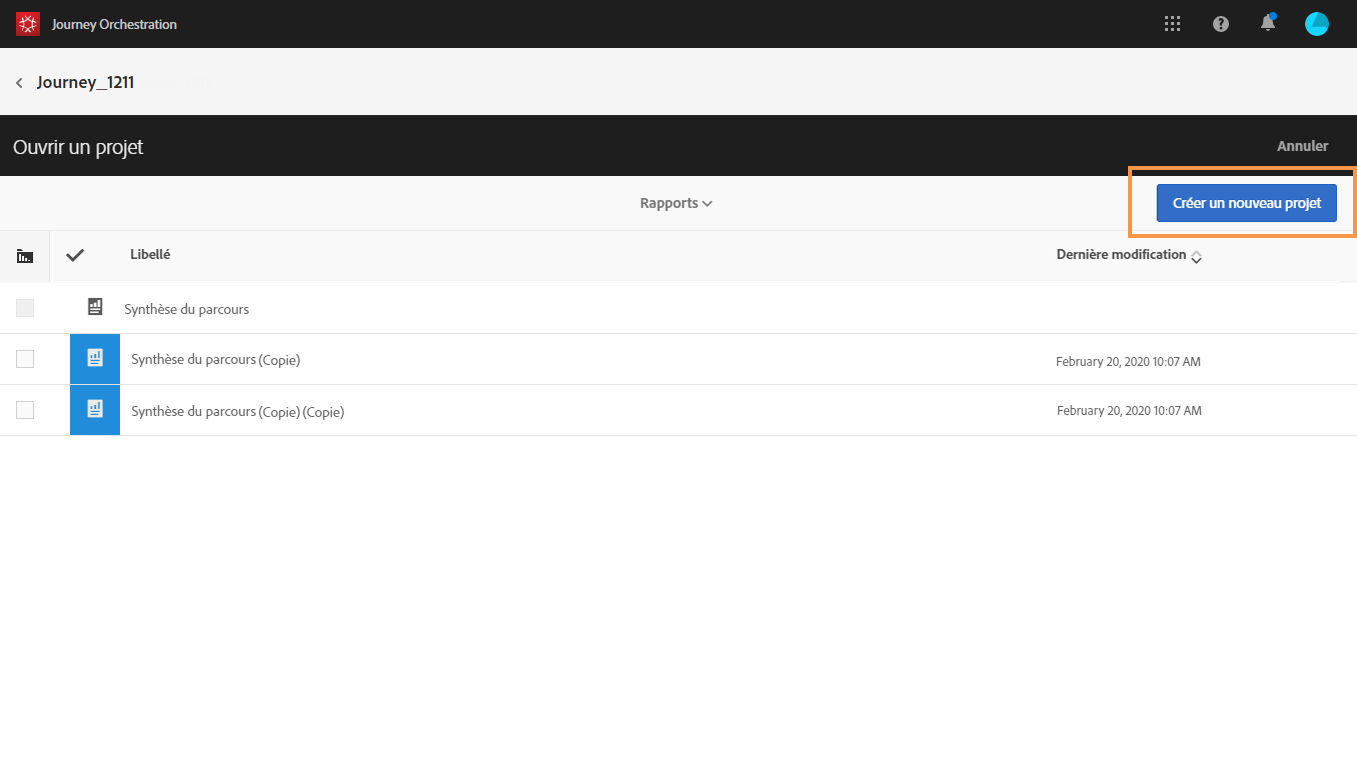 Journey Orchestration
Journey_1211
Ouvrir un projet
Annuler
Rapports
Créer un nouveau projet
Libellé
Dernière modification
Synthèse du parcours
Synthèse du parcours (Copie)
February 20, 2020 10:07 AM
Synthèse du parcours (Copie) (Copie)
February 20, 2020 10:07 AM